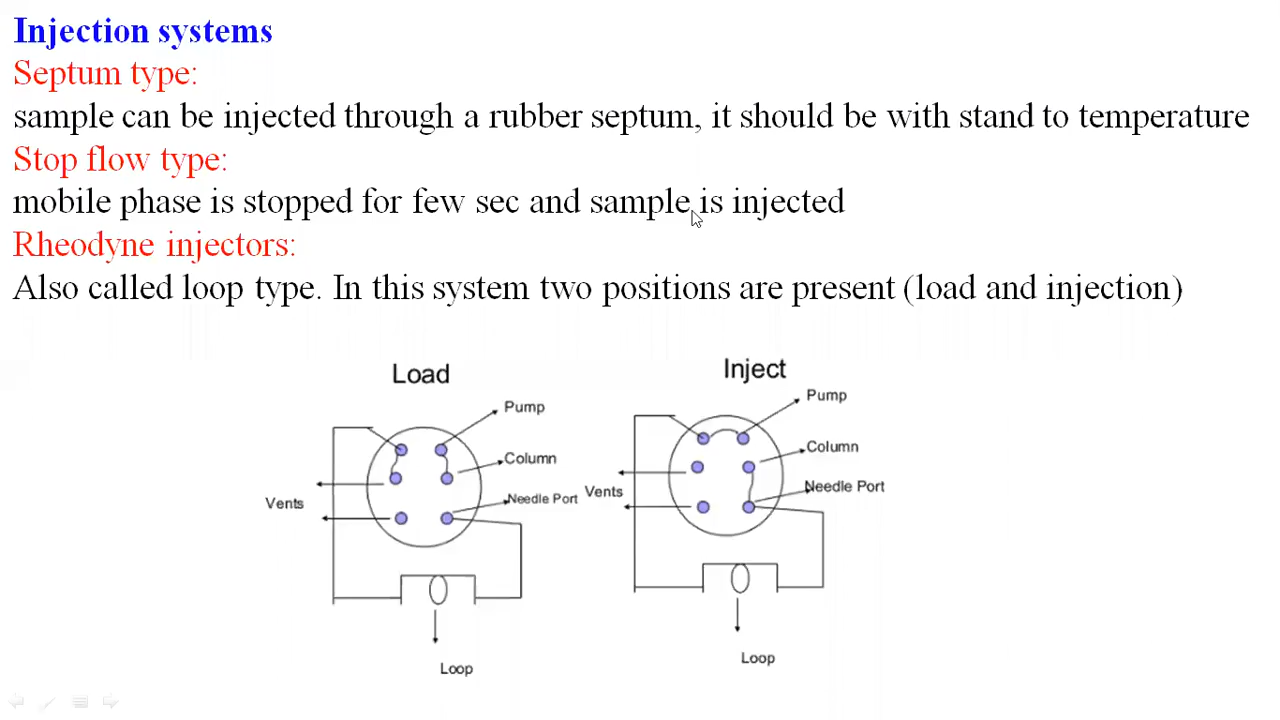 Injection systems
Septum type:
sample can be injected through a rubber septum, it should be with stand to temperature
Stop flow type:
mobile phase is stopped for few sec and sample is injected
Rheodyne injectors:
Also called loop type. In this system two positions are present (load and injection)
Load
Pump
Column
Needle Port
Vents
Loop
Inject
Pump
Column
Needle Port
Vents
Loop